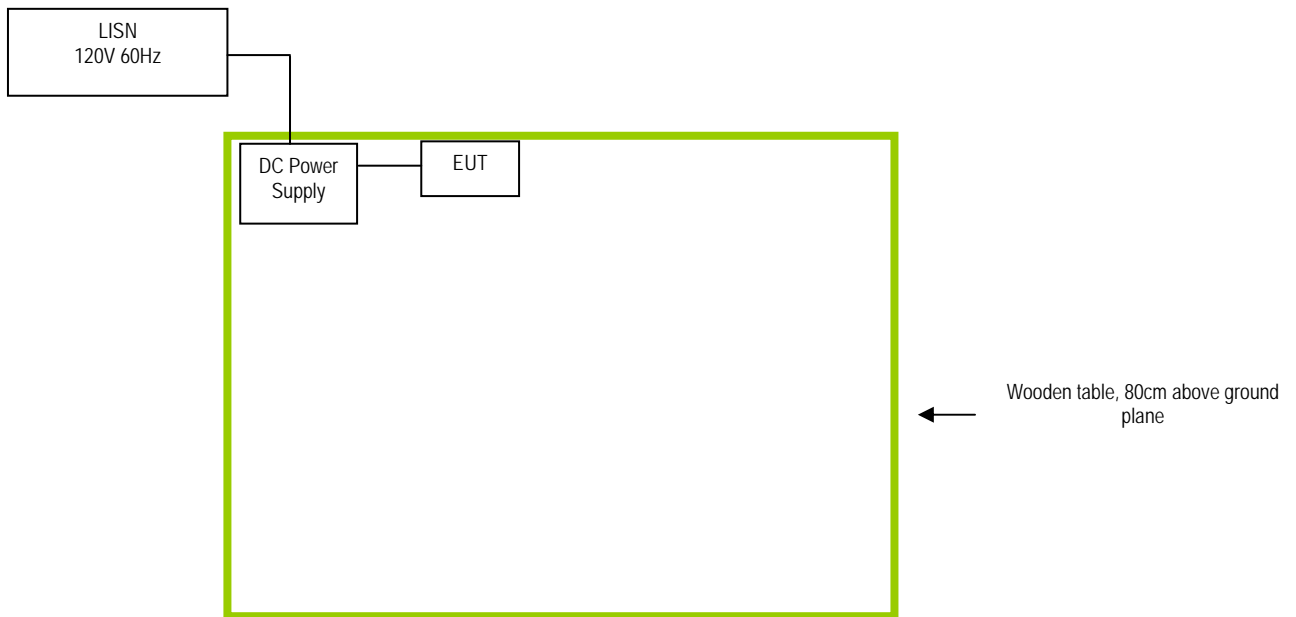 LISN
120V 60Hz
DC Power
Supply
EUT
Wooden table, 80cm above ground
plane